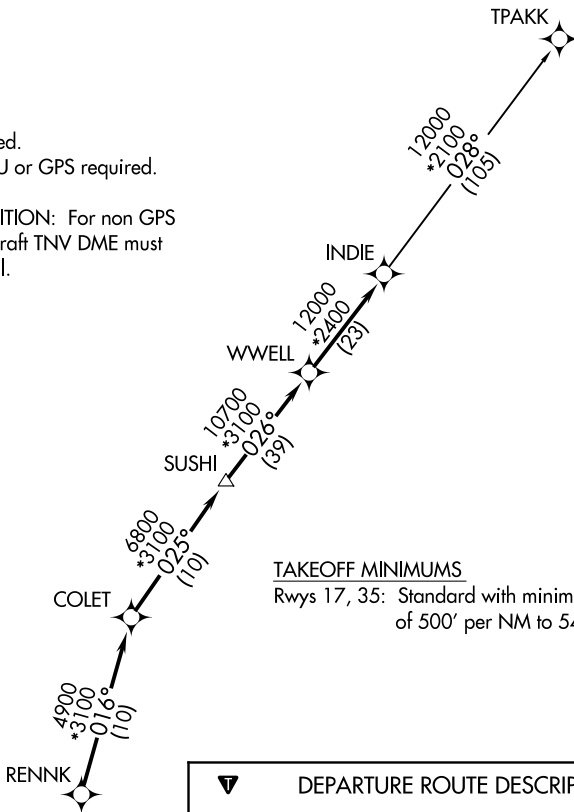 TPAKK
ed.
U or GPS required.
12000
*2100
028°
(105)
ITION: For non GPS
raft TNV DME must
INDIE
12000
*2400
(23)
WWELL
10700
*3100
026°
(39)
SUSHI
6800
*3100
025°
(10)
TAKEOFF MINIMUMS
Rwys 17, 35: Standard with minim
of 500' per NM to 54
COLET
4900
*3100
016°
(10)
RENNK
T
DEPARTURE ROUTE DESCRIP